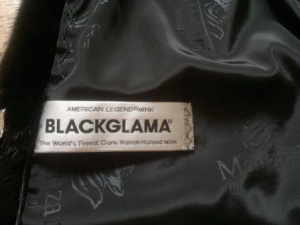 AMERICAN LEGEND® MINK
BLACKGLAMA®
The World's Finest Dark Ranch Raised Mink